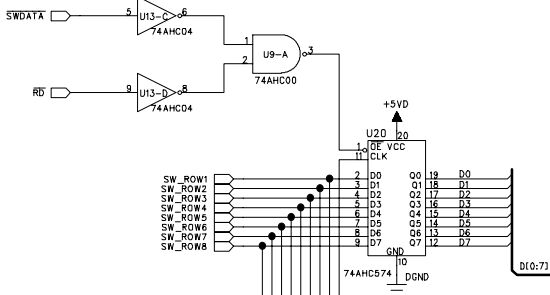 SWDATA 5 U13-C 6
74AHC04
1 U9-A 3
2
74AHC00
RD 9 U13-D 8
74AHC04
+5VD
U20 20
1 OE VCC
11 CLK
SW_ROW1 2 D0 Q0 19 D0
SW_ROW2 3 D1 Q1 18 D1
SW_ROW3 4 D2 Q2 17 D2
SW_ROW4 5 D3 Q3 16 D3
SW_ROW5 6 D4 Q4 15 D4
SW_ROW6 7 D5 Q5 14 D5
SW_ROW7 8 D6 Q6 13 D6
SW_ROW8 9 D7 Q7 12 D7
GND
10
74AHC574 DGND
D[0:7]